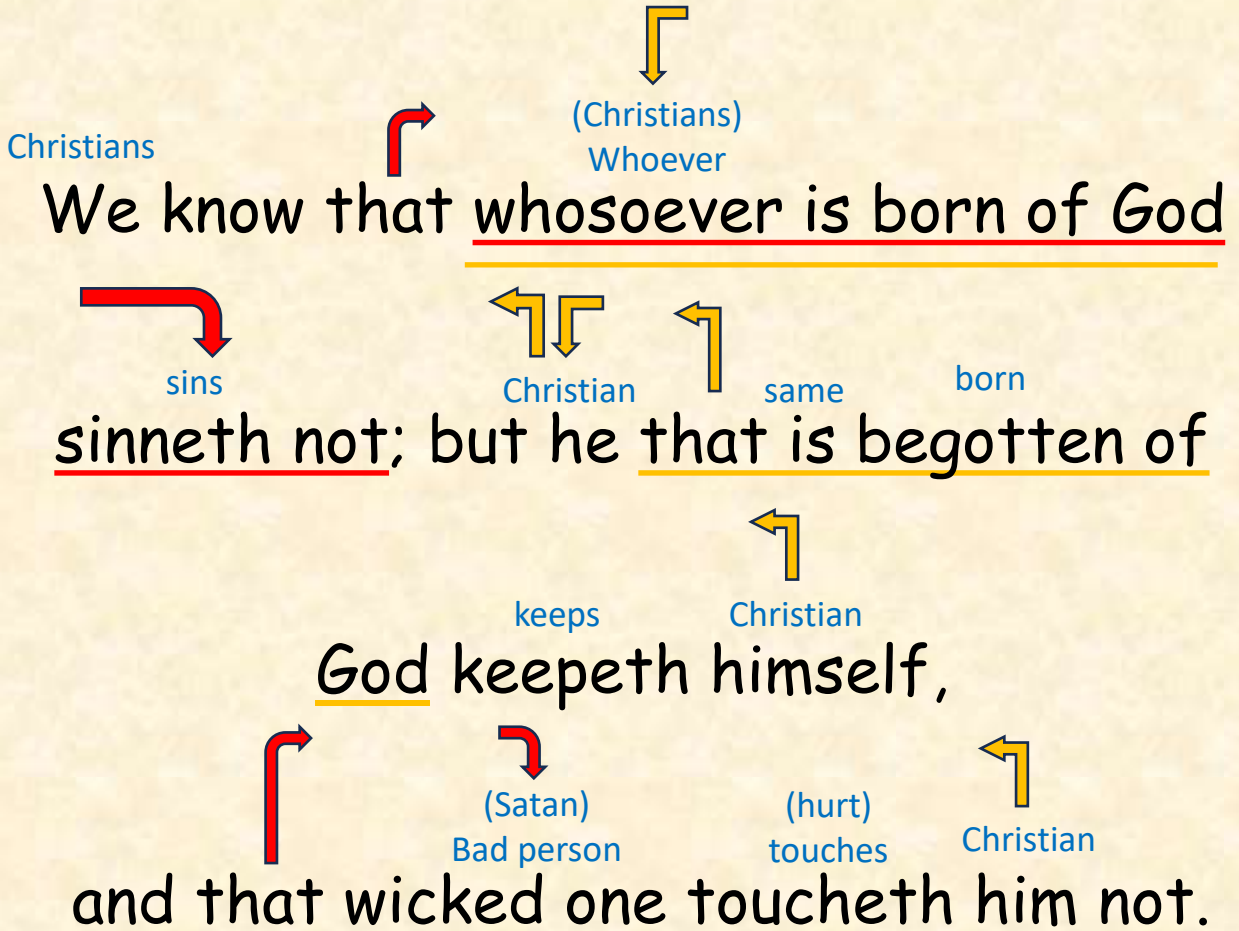 (Christians)
Christians Whoever
We know that whosoever is born of God
sins Christian same born
sinneth not; but he that is begotten of
keeps Christian
God keepeth himself,
(Satan) (hurt)
Bad person touches Christian
and that wicked one toucheth him not.